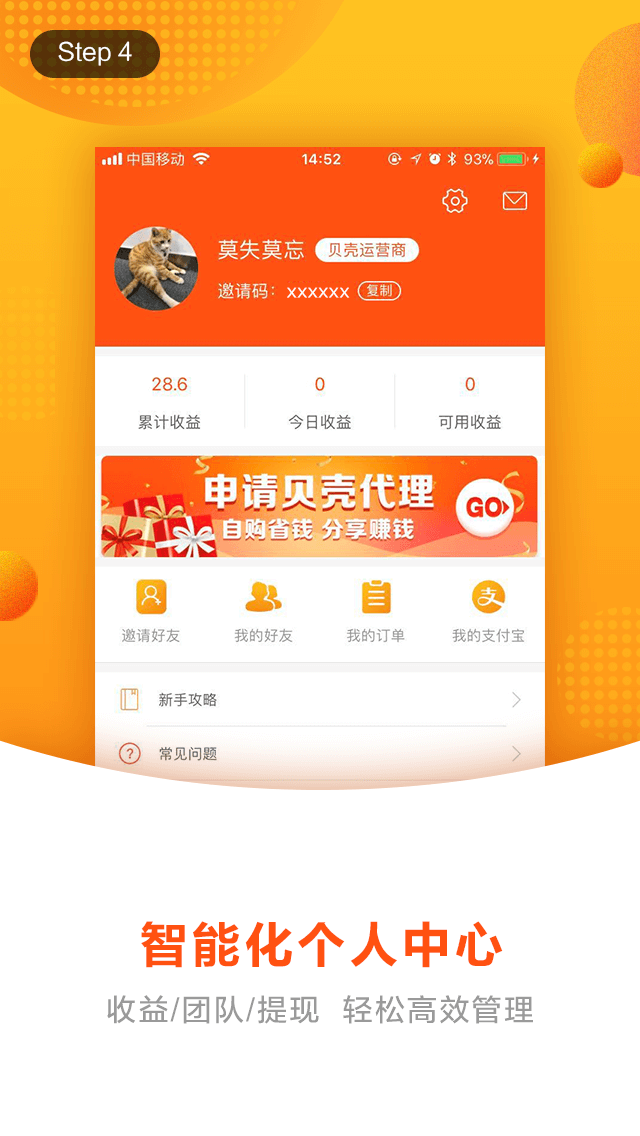 Step 4
中国移动 14:52 93%
莫失莫忘 贝壳运营商
邀请码：xxxxxx 复制
28.6 0 0
累计收益 今日收益 可用收益
申请贝壳代理
自购省钱 分享赚钱
GO
支
邀请好友 我的好友 我的订单 我的支付宝
新手攻略
? 常见问题
智能化个人中心
收益/团队/提现 轻松高效管理